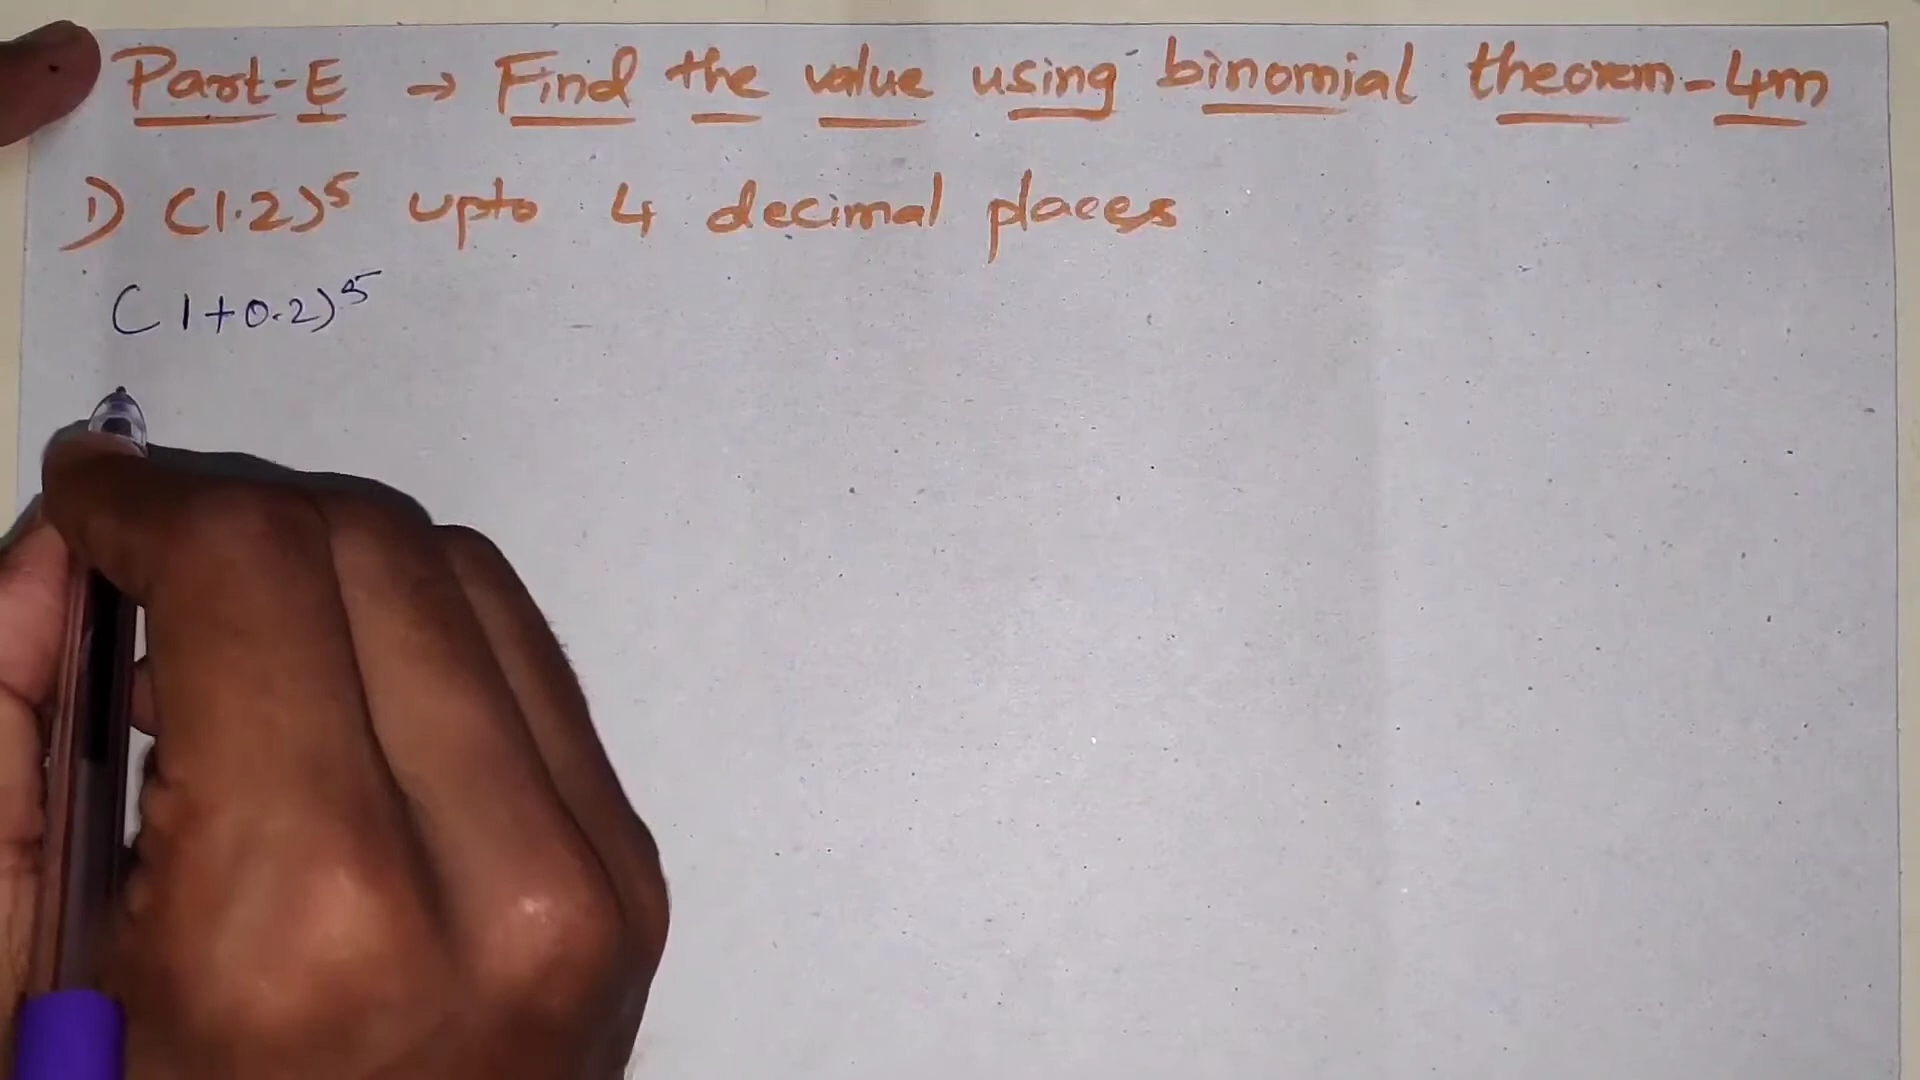 Part-E → Find the value using binomial theorem-4m
1) (1.2)⁵ upto 4 decimal places
(1+0.2)⁵